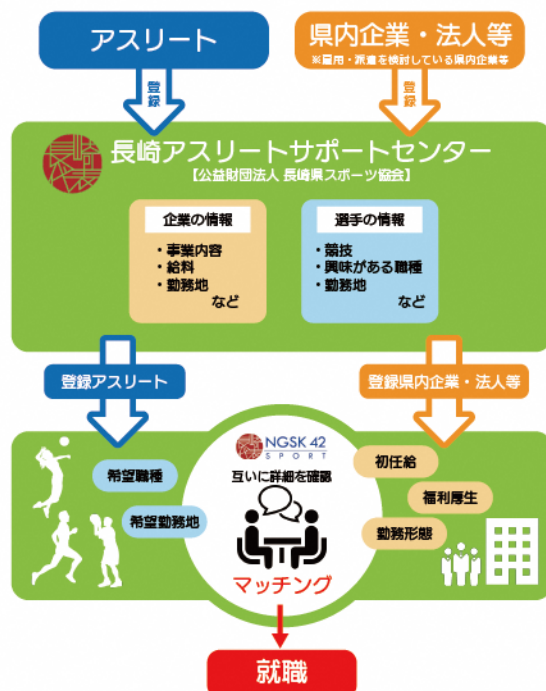 アスリート
県内企業・法人等
※雇用・派遣を検討している県内企業等
登録
登録
長崎アスリートサポートセンター
【公益財団法人 長崎県スポーツ協会】
企業の情報
・事業内容
・給料
・勤務地
など
選手の情報
・競技
・興味がある職種
・勤務地
など
登録アスリート
登録県内企業・法人等
NGSK 42
SPORT
互いに詳細を確認
希望職種
希望勤務地
初任給
福利厚生
勤務形態
マッチング
就職